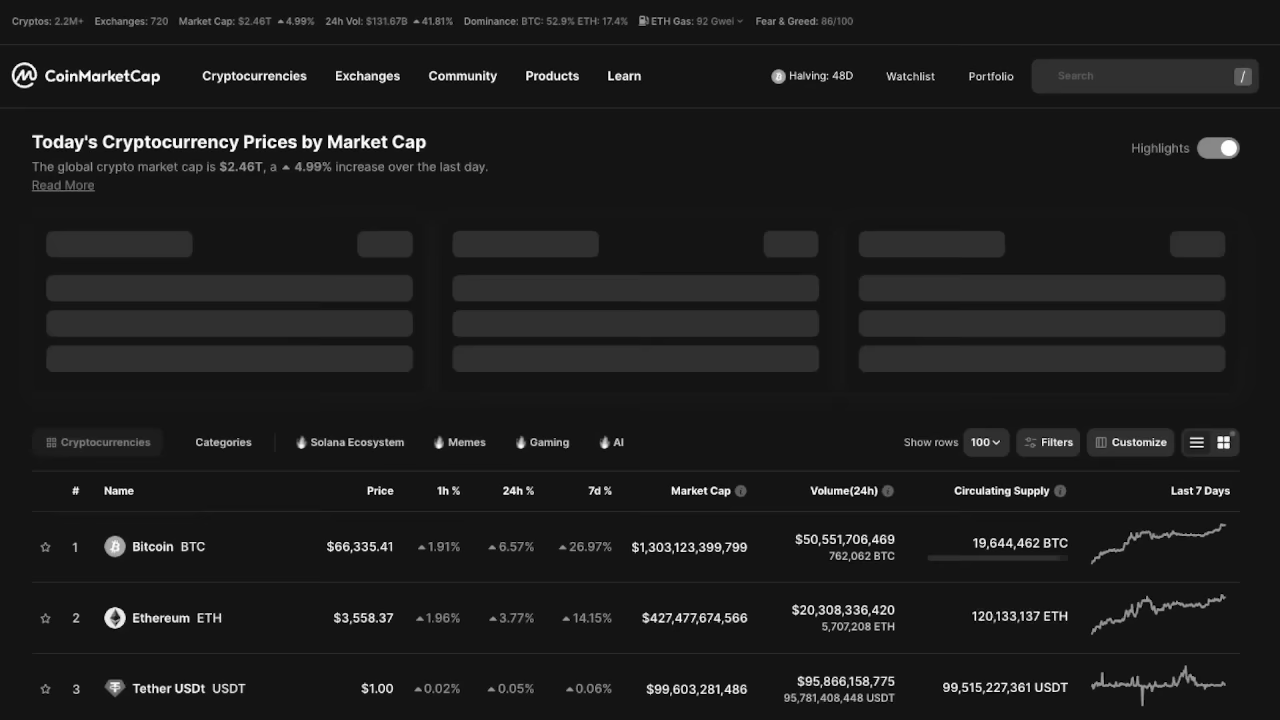 Cryptos: 2.2M+ Exchanges: 720 Market Cap: $2.46T 4.99% 24h Vol: $131.67B 41.81% Dominance: BTC: 52.9% ETH: 17.4% ETH Gas: 92 Gwei Fear & Greed: 86/100
CoinMarketCap Cryptocurrencies Exchanges Community Products Learn Halving: 48D Watchlist Portfolio Search /
Today's Cryptocurrency Prices by Market Cap
Highlights
The global crypto market cap is $2.46T, a 4.99% increase over the last day.
Read More
Cryptocurrencies Categories Solana Ecosystem Memes Gaming AI Show rows 100 Filters Customize
# Name Price 1h % 24h % 7d % Market Cap Volume(24h) Circulating Supply Last 7 Days
1 Bitcoin BTC $66,335.41 1.91% 6.57% 26.97% $1,303,123,399,799 $50,551,706,469 19,644,462 BTC
762,062 BTC
2 Ethereum ETH $3,558.37 1.96% 3.77% 14.15% $427,477,674,566 $20,308,336,420 120,133,137 ETH
5,707,208 ETH
3 Tether USDt USDT $1.00 0.02% 0.05% 0.06% $99,603,281,486 $95,866,158,775 99,515,227,361 USDT
95,781,408,448 USDT